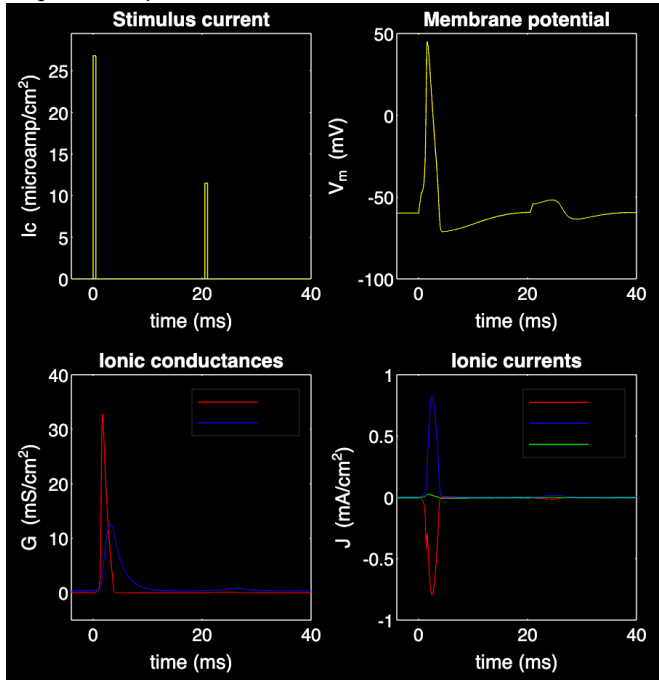 Stimulus current
Ic (microamp/cm²)
25
20
15
10
5
0
0
20
40
time (ms)
Membrane potential
Vₘ (mV)
50
0
-50
-100
0
20
40
time (ms)
Ionic conductances
G (mS/cm²)
40
30
20
10
0
0
20
40
time (ms)
Ionic currents
J (mA/cm²)
1
0.5
0
-0.5
-1
0
20
40
time (ms)